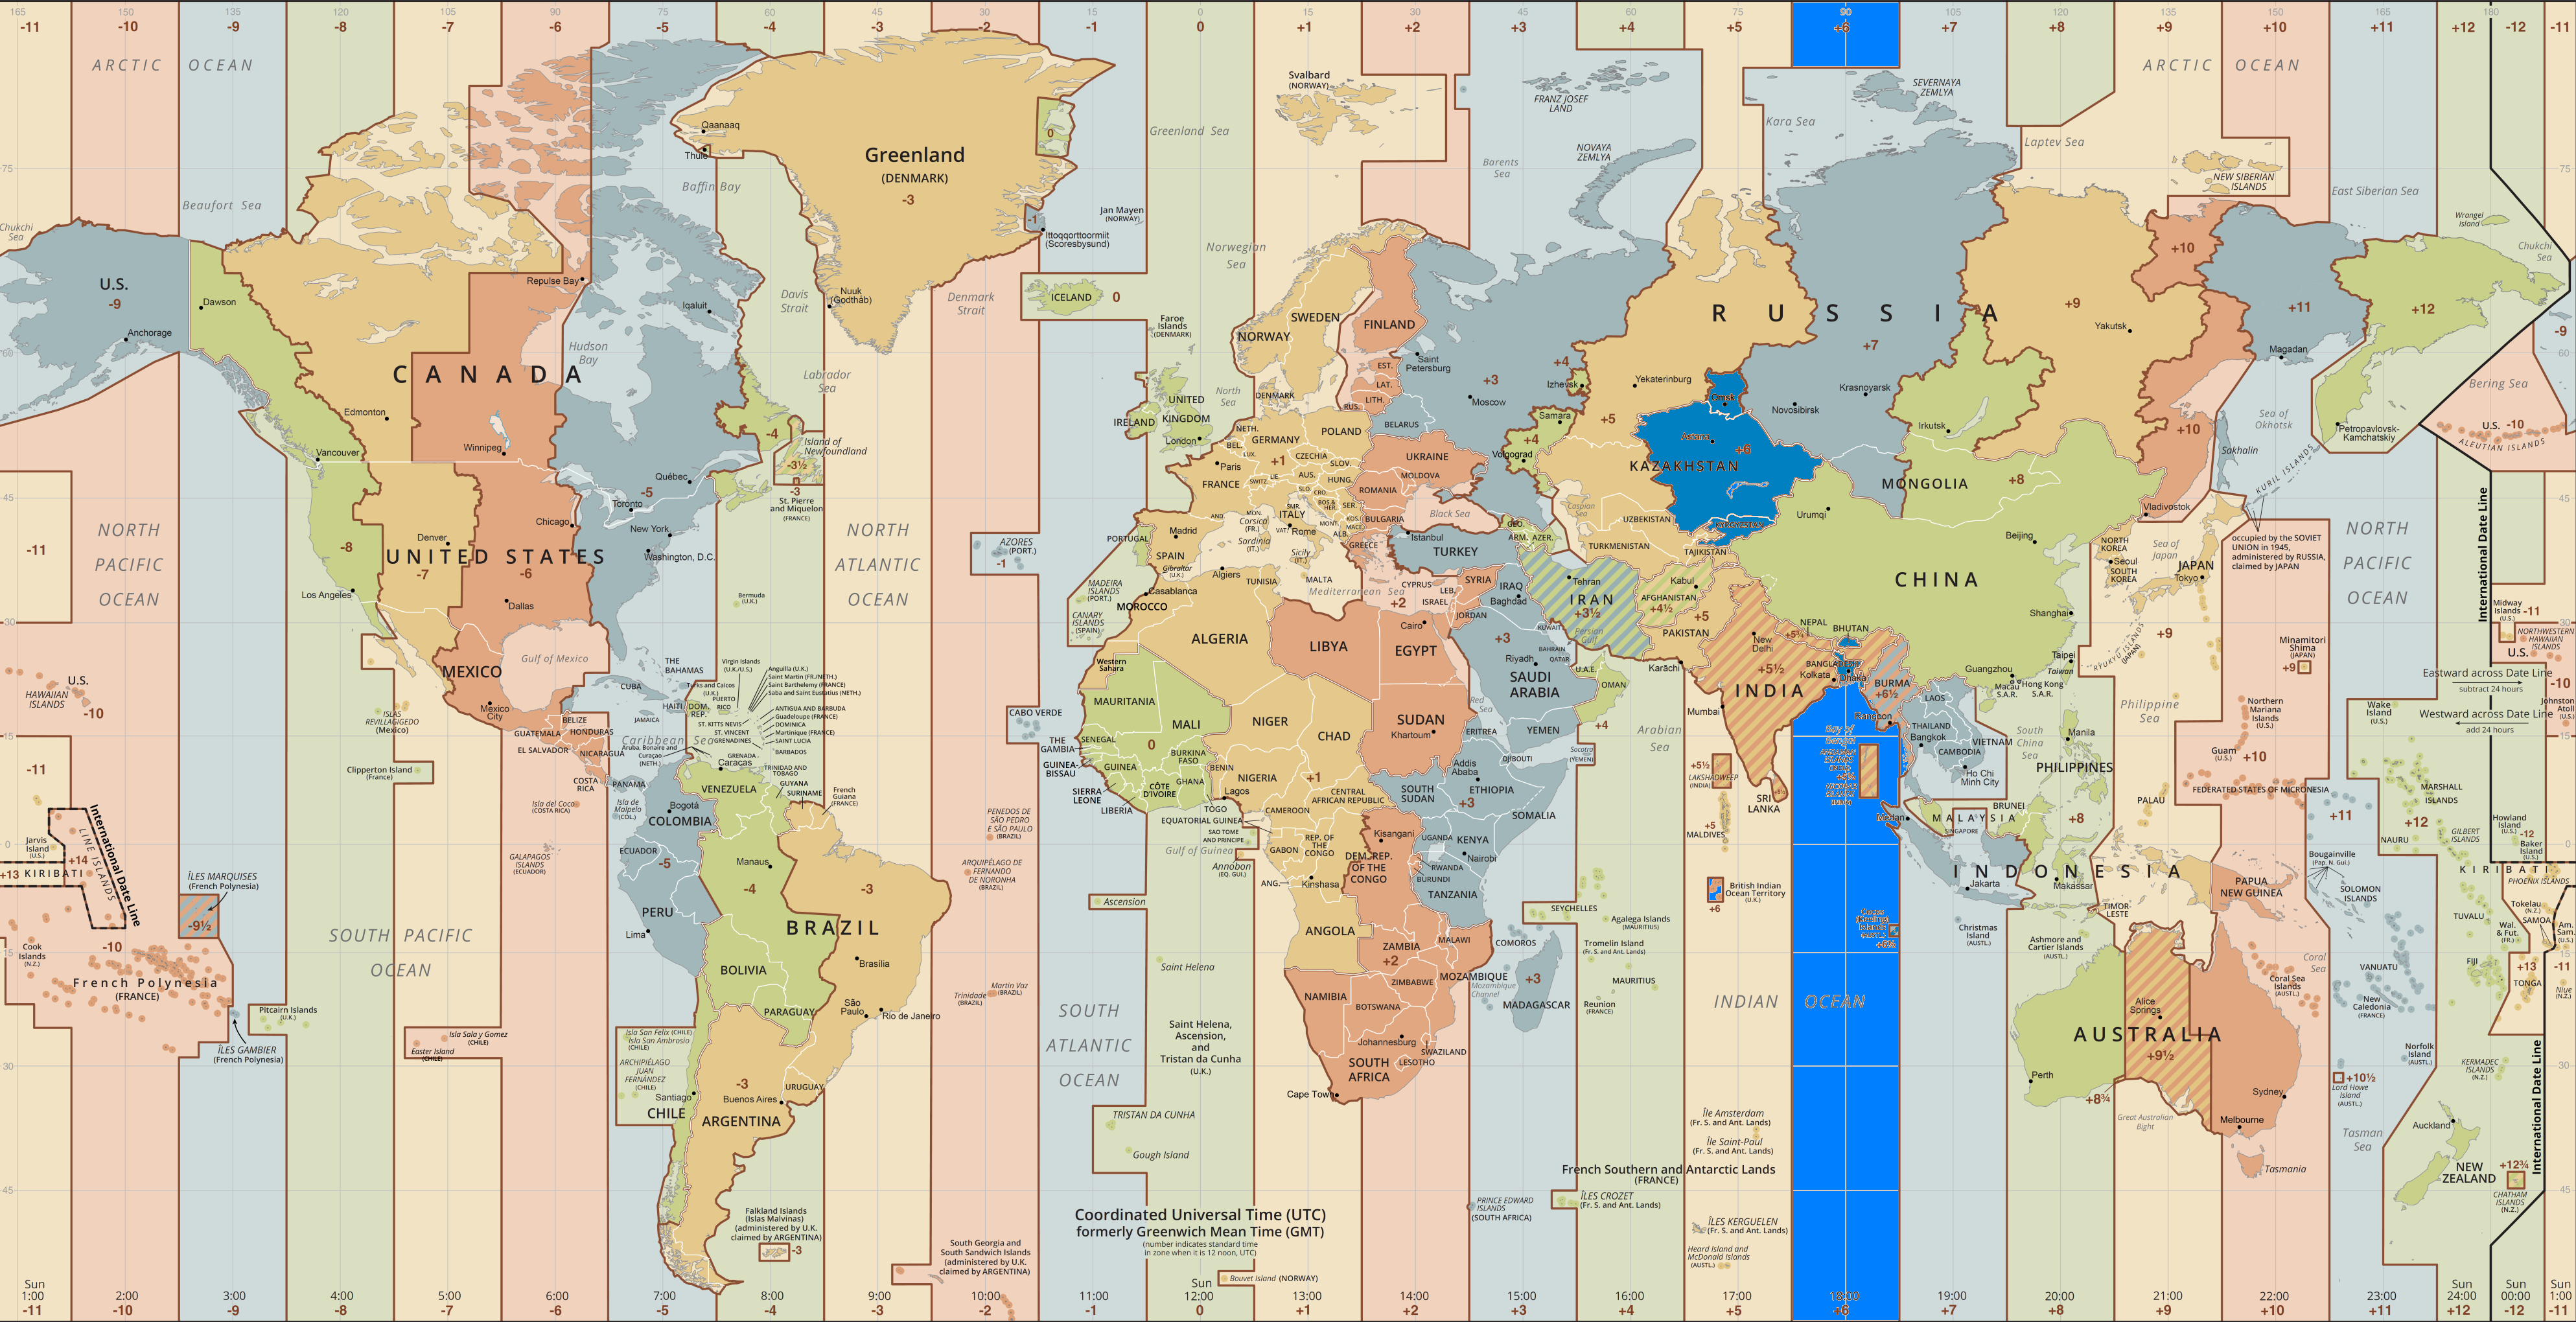 165 150 135 120 105 90 75 60 45 30 15 0 15 30 45 60 75 90 105 120 135 150 165 180
-11 -10 -9 -8 -7 -6 -5 -4 -3 -2 -1 0 +1 +2 +3 +4 +5 +6 +7 +8 +9 +10 +11 +12 -12 -11
ARCTIC OCEAN
ARCTIC OCEAN
Svalbard
(NORWAY)
FRANZ JOSEF
LAND
SEVERNAYA
ZEMLYA
Kara Sea
Laptev Sea
Greenland Sea
Qaanaaq
Thule
0
Greenland
(DENMARK)
-3
Barents
Sea
NOVAYA
ZEMLYA
75
75
NEW SIBERIAN
ISLANDS
East Siberian Sea
Wrangel
Island
Chukchi
Sea
Chukchi
Sea
Beaufort Sea
Baffin Bay
-1
Ittoqqortoormiit
(Scoresbysund)
Jan Mayen
(NORWAY)
Norwegian
Sea
U.S.
-9
Dawson
Anchorage
Repulse Bay
Iqaluit
Davis
Strait
Nuuk
(Godthåb)
Denmark
Strait
ICELAND 0
Faroe
Islands
(DENMARK)
SWEDEN
NORWAY
FINLAND
RUSSIA
+9
Yakutsk
+10
+11
Magadan
+12
-9
60
60
Hudson
Bay
CANADA
Labrador
Sea
North
Sea
Saint
Petersburg
+3
Moscow
+4
Izhevsk
Yekaterinburg
+7
Krasnoyarsk
Novosibirsk
Omsk
Bering Sea
U.S. -10
ALEUTIAN ISLANDS
Sea of
Okhotsk
Petropavlovsk-
Kamchatskiy
Edmonton
Winnipeg
Vancouver
-4
Island of
Newfoundland
-3½
-3
St. Pierre
and Miquelon
(FRANCE)
UNITED
KINGDOM
IRELAND
London
DENMARK
EST.
LAT.
LITH.
RUS.
BELARUS
POLAND
NETH.
BEL.
LUX.
GERMANY
+1
CZECHIA
SLOV.
AUS.
HUNG.
SWITZ.
LIE.
SLO.
CRO.
BOS.&
HER.
SER.
Paris
FRANCE
UKRAINE
MOLDOVA
ROMANIA
Black Sea
BULGARIA
Samara
+4
Volgograd
+5
Astana
+6
KAZAKHSTAN
Irkutsk
MONGOLIA
+8
+10
Sakhalin
KURIL ISLANDS
Vladivostok
45
45
Québec
-5
Toronto
Chicago
New York
Washington, D.C.
Denver
UNITED STATES
-7
-6
-8
Los Angeles
Dallas
NORTH
PACIFIC
OCEAN
-11
NORTH
ATLANTIC
OCEAN
AZORES
(PORT.)
-1
Bermuda
(U.K.)
AND.
MON.
Corsica
(FR.)
SMR.
ITALY
VAT.
Rome
MONT.
KOS.
MACE.
ALB.
Sardinia
(IT.)
Sicily
(IT.)
GREECE
Madrid
PORTUGAL
SPAIN
Gibraltar
(U.K.)
Algiers
TUNISIA
MALTA
Mediterranean Sea
Istanbul
TURKEY
GEO.
ARM.
AZER.
Caspian
Sea
UZBEKISTAN
TURKMENISTAN
KYRGYZSTAN
TAJIKISTAN
Urumqi
Beijing
CHINA
NORTH
KOREA
Seoul
SOUTH
KOREA
Sea of
Japan
JAPAN
Tokyo
occupied by the SOVIET
UNION in 1945,
administered by RUSSIA,
claimed by JAPAN
NORTH
PACIFIC
OCEAN
International Date Line
MADEIRA
ISLANDS
(PORT.)
CANARY
ISLANDS
(SPAIN)
Casablanca
MOROCCO
CYPRUS
SYRIA
LEB.
ISRAEL
JORDAN
IRAQ
Baghdad
+2
Cairo
Tehran
IRAN
+3½
Kabul
AFGHANISTAN
+4½
+5
PAKISTAN
Shanghai
Midway
Islands
(U.S.)
-11
30
30
Gulf of Mexico
MEXICO
Mexico
City
U.S.
HAWAIIAN
ISLANDS
-10
ISLAS
REVILLAGIGEDO
(Mexico)
THE
BAHAMAS
CUBA
Virgin Islands
(U.K./U.S.)
Turks and Caicos
(U.K.)
PUERTO
RICO
Anguilla (U.K.)
Saint Martin (FR./NETH.)
Saint Barthelemy (FRANCE)
Saba and Saint Eustatius (NETH.)
HAITI
DOM.
REP.
JAMAICA
ANTIGUA AND BARBUDA
Guadeloupe (FRANCE)
DOMINICA
Martinique (FRANCE)
SAINT LUCIA
BARBADOS
ST. KITTS NEVIS
ST. VINCENT
GRENADINES
GRENADA
Caribbean Sea
Aruba, Bonaire and
Curaçao
(NETH.)
TRINIDAD AND
TOBAGO
Western
Sahara
ALGERIA
LIBYA
EGYPT
+3
KUWAIT
Persian
Gulf
BAHRAIN
QATAR
U.A.E.
Riyadh
SAUDI
ARABIA
OMAN
Karāchi
New
Delhi
NEPAL
+5¾
BHUTAN
BANGLADESH
Kolkata
Dhaka
+5½
INDIA
Mumbai
BURMA
+6½
Rangoon
LAOS
Guangzhou
Macau
S.A.R.
Hong Kong
S.A.R.
Taipei
Taiwan
RYUKYU ISLANDS
(JAPAN)
+9
Minamitori
Shima
(JAPAN)
+9
NORTHWESTERN
HAWAIIAN
ISLANDS
U.S.
Eastward across Date Line
subtract 24 hours
-10
Westward across Date Line
add 24 hours
Johnston
Atoll
(U.S.)
Wake
Island
(U.S.)
Philippine
Sea
Northern
Mariana
Islands
(U.S.)
Guam
(U.S.)
+10
BELIZE
GUATEMALA
HONDURAS
EL SALVADOR
NICARAGUA
COSTA
RICA
PANAMA
CABO VERDE
MAURITANIA
MALI
0
NIGER
CHAD
SUDAN
Khartoum
Red
Sea
ERITREA
YEMEN
+4
Arabian
Sea
Socotra
(YEMEN)
DJIBOUTI
Bay of
Bengal
THAILAND
Bangkok
CAMBODIA
VIETNAM
Ho Chi
Minh City
South
China
Sea
Manila
PHILIPPINES
15
15
-11
Clipperton Island
(France)
Isla del Coco
(COSTA RICA)
Isla de
Malpelo
(COL.)
Caracas
VENEZUELA
GUYANA
SURINAME
French
Guiana
(FRANCE)
Bogotá
COLOMBIA
THE
GAMBIA
SENEGAL
GUINEA-
BISSAU
GUINEA
SIERRA
LEONE
LIBERIA
CÔTE
D'IVOIRE
BURKINA
FASO
GHANA
TOGO
BENIN
NIGERIA
Lagos
+1
CAMEROON
CENTRAL
AFRICAN REPUBLIC
SOUTH
SUDAN
Addis
Ababa
ETHIOPIA
+3
SOMALIA
+5½
LAKSHADWEEP
(INDIA)
SRI
LANKA
+5
MALDIVES
Medan
MALAYSIA
SINGAPORE
BRUNEI
+8
PALAU
FEDERATED STATES OF MICRONESIA
MARSHALL
ISLANDS
+11
+12
NAURU
GILBERT
ISLANDS
Howland
Island
(U.S.)
-12
Baker
Island
(U.S.)
KIRIBATI
PHOENIX ISLANDS
Jarvis
Island
(U.S.)
+14
+13
KIRIBATI
LINE ISLANDS
International Date Line
0
0
GALAPAGOS
ISLANDS
(ECUADOR)
ECUADOR
-5
PERU
Lima
Manaus
-4
-3
BRAZIL
PENEDOS DE
SÃO PEDRO
E SÃO PAULO
(BRAZIL)
ARQUIPÉLAGO DE
FERNANDO
DE NORONHA
(BRAZIL)
EQUATORIAL GUINEA
SAO TOME
AND PRINCIPE
Gulf of Guinea
Annobón
(EQ. GUI.)
GABON
REP. OF
THE
CONGO
Kisangani
DEM. REP.
OF THE
CONGO
UGANDA
KENYA
Nairobi
RWANDA
BURUNDI
TANZANIA
ANG.
Kinshasa
Ascension
SEYCHELLES
British Indian
Ocean Territory
(U.K.)
+6
INDONESIA
Jakarta
Makassar
TIMOR-
LESTE
PAPUA
NEW GUINEA
Bougainville
(Pap. N. Gui.)
SOLOMON
ISLANDS
TUVALU
Tokelau
(N.Z.)
SAMOA
Wal.
& Fut.
(FR.)
Am.
Sam.
(U.S.)
ÎLES MARQUISES
(French Polynesia)
-9½
-10
Cook
Islands
(N.Z.)
French Polynesia
(FRANCE)
SOUTH PACIFIC
OCEAN
BOLIVIA
Brasília
PARAGUAY
São
Paulo
Rio de Janeiro
Trinidade
(BRAZIL)
Martin Vaz
(BRAZIL)
Saint Helena
ANGOLA
ZAMBIA
+2
MALAWI
ZIMBABWE
MOZAMBIQUE
Mozambique
Channel
COMOROS
+3
MADAGASCAR
NAMIBIA
BOTSWANA
Agalega Islands
(MAURITIUS)
Tromelin Island
(Fr. S. and Ant. Lands)
MAURITIUS
Reunion
(FRANCE)
INDIAN OCEAN
Christmas
Island
(AUSTL.)
Ashmore and
Cartier Islands
(AUSTL.)
Coral
Sea
Coral Sea
Islands
(AUSTL.)
VANUATU
New
Caledonia
(FRANCE)
FIJI
+13
TONGA
-11
Niue
(N.Z.)
15
15
Pitcairn Islands
(U.K.)
ÎLES GAMBIER
(French Polynesia)
Isla Sala y Gomez
(CHILE)
Easter Island
(CHILE)
Isla San Felix (CHILE)
Isla San Ambrosio
(CHILE)
ARCHIPIÉLAGO
JUAN
FERNÁNDEZ
(CHILE)
Santiago
CHILE
-3
URUGUAY
Buenos Aires
ARGENTINA
SOUTH
ATLANTIC
OCEAN
Saint Helena,
Ascension,
and
Tristan da Cunha
(U.K.)
Johannesburg
SWAZILAND
LESOTHO
SOUTH
AFRICA
Cape Town
Alice
Springs
AUSTRALIA
+9½
Perth
+8¾
Great Australian
Bight
Sydney
Melbourne
Tasmania
Norfolk
Island
(AUSTL.)
+10½
Lord Howe
Island
(AUSTL.)
Tasman
Sea
KERMADEC
ISLANDS
(N.Z.)
Auckland
NEW
ZEALAND
+12¾
CHATHAM
ISLANDS
(N.Z.)
International Date Line
30
30
TRISTAN DA CUNHA
Gough Island
Île Amsterdam
(Fr. S. and Ant. Lands)
Île Saint-Paul
(Fr. S. and Ant. Lands)
French Southern and Antarctic Lands
(FRANCE)
PRINCE EDWARD
ISLANDS
(SOUTH AFRICA)
ÎLES CROZET
(Fr. S. and Ant. Lands)
ÎLES KERGUELEN
(Fr. S. and Ant. Lands)
Heard Island and
McDonald Islands
(AUSTL.)
45
45
Falkland Islands
(Islas Malvinas)
(administered by U.K.
claimed by ARGENTINA)
-3
South Georgia and
South Sandwich Islands
(administered by U.K.
claimed by ARGENTINA)
Coordinated Universal Time (UTC)
formerly Greenwich Mean Time (GMT)
(number indicates standard time
in zone when it is 12 noon, UTC)
Bouvet Island (NORWAY)
Sun Sun Sun Sun Sun
1:00 2:00 3:00 4:00 5:00 6:00 7:00 8:00 9:00 10:00 11:00 12:00 13:00 14:00 15:00 16:00 17:00 18:00 19:00 20:00 21:00 22:00 23:00 24:00 00:00 1:00
-11 -10 -9 -8 -7 -6 -5 -4 -3 -2 -1 0 +1 +2 +3 +4 +5 +6 +7 +8 +9 +10 +11 +12 -12 -11